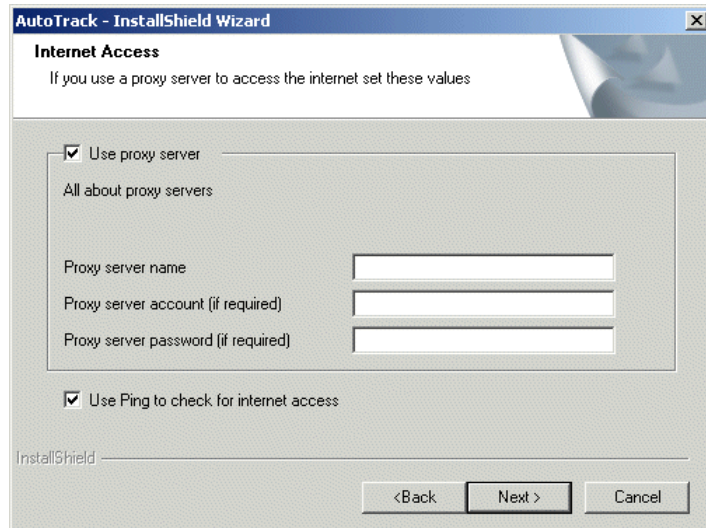 AutoTrack - InstallShield Wizard
Internet Access
If you use a proxy server to access the internet set these values
Use proxy server
All about proxy servers
Proxy server name
Proxy server account (if required)
Proxy server password (if required)
Use Ping to check for internet access
InstallShield
<Back
Next >
Cancel